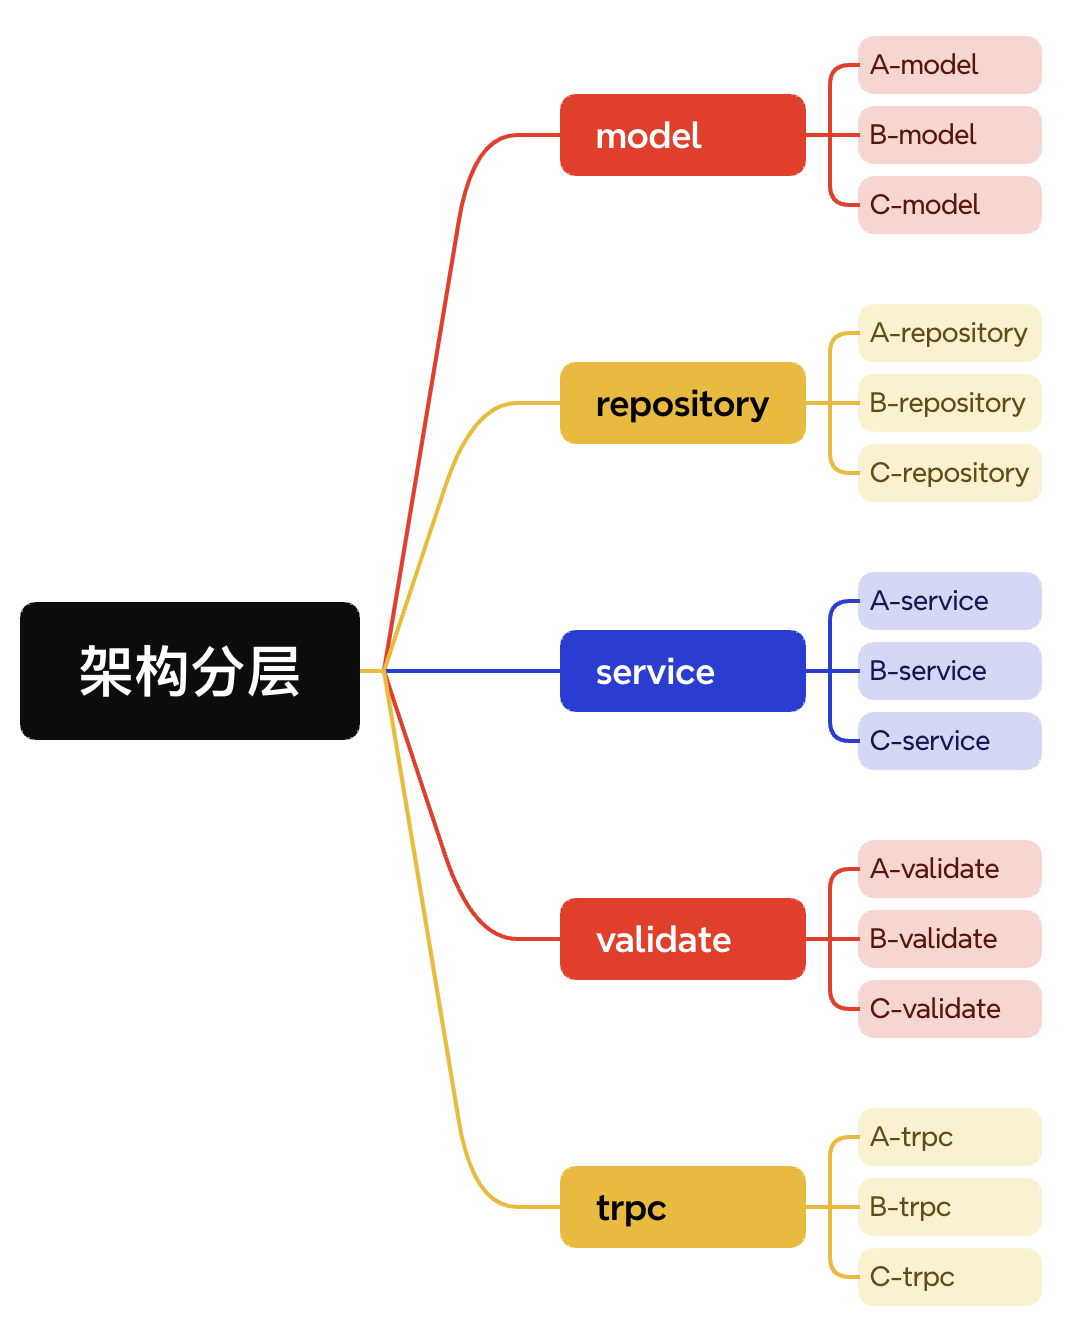 架构分层
model
A-model
B-model
C-model
repository
A-repository
B-repository
C-repository
service
A-service
B-service
C-service
validate
A-validate
B-validate
C-validate
trpc
A-trpc
B-trpc
C-trpc